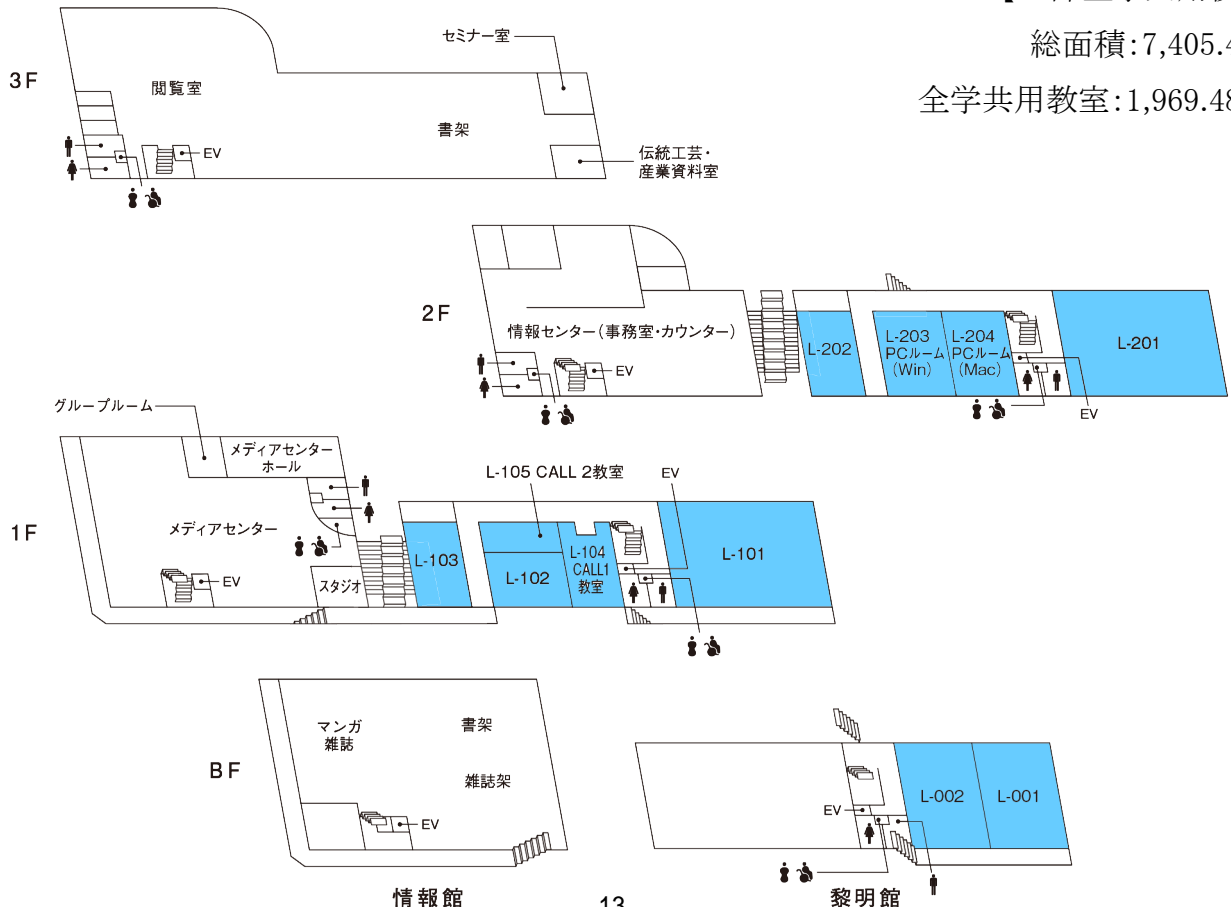 総面積:7,405.4
全学共用教室:1,969.48
3F
セミナー室
閲覧室
書架
EV
伝統工芸・
産業資料室
2F
情報センター(事務室・カウンター)
EV
L-202
L-203
PCルーム
(Win)
L-204
PCルーム
(Mac)
L-201
EV
グループルーム
メディアセンター
ホール
L-105 CALL 2教室
EV
1F
メディアセンター
EV
スタジオ
L-103
L-102
L-104
CALL1
教室
L-101
BF
マンガ
雑誌
書架
雑誌架
EV
EV
L-002
L-001
情報館
13
黎明館